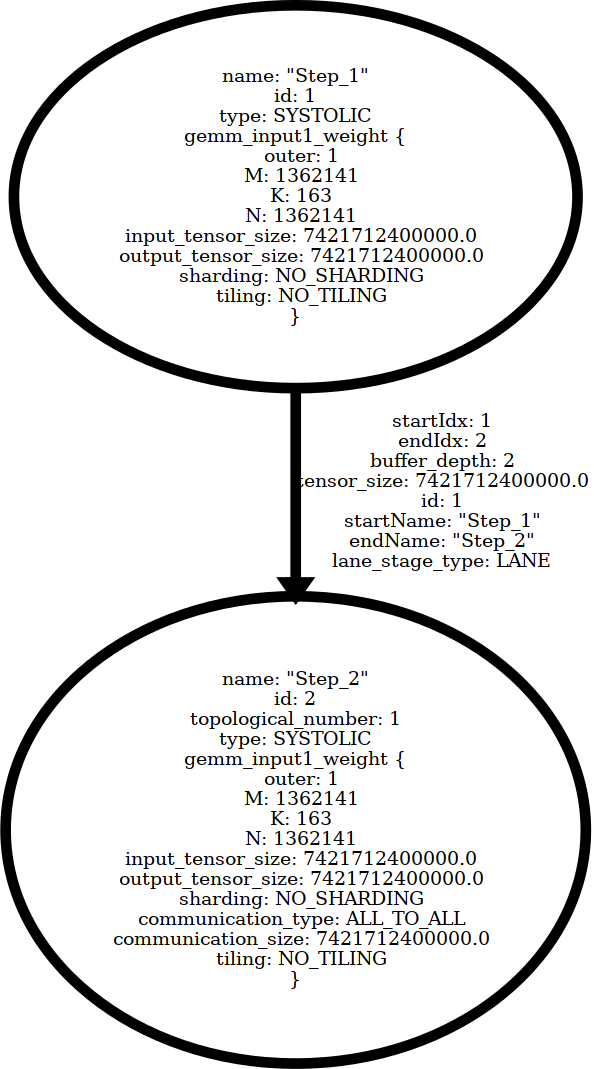 name: "Step_1"
id: 1
type: SYSTOLIC
gemm_input1_weight {
outer: 1
M: 1362141
K: 163
N: 1362141
input_tensor_size: 7421712400000.0
output_tensor_size: 7421712400000.0
sharding: NO_SHARDING
tiling: NO_TILING
}
startIdx: 1
endIdx: 2
buffer_depth: 2
tensor_size: 7421712400000.0
id: 1
startName: "Step_1"
endName: "Step_2"
lane_stage_type: LANE
name: "Step_2"
id: 2
topological_number: 1
type: SYSTOLIC
gemm_input1_weight {
outer: 1
M: 1362141
K: 163
N: 1362141
input_tensor_size: 7421712400000.0
output_tensor_size: 7421712400000.0
sharding: NO_SHARDING
communication_type: ALL_TO_ALL
communication_size: 7421712400000.0
tiling: NO_TILING
}